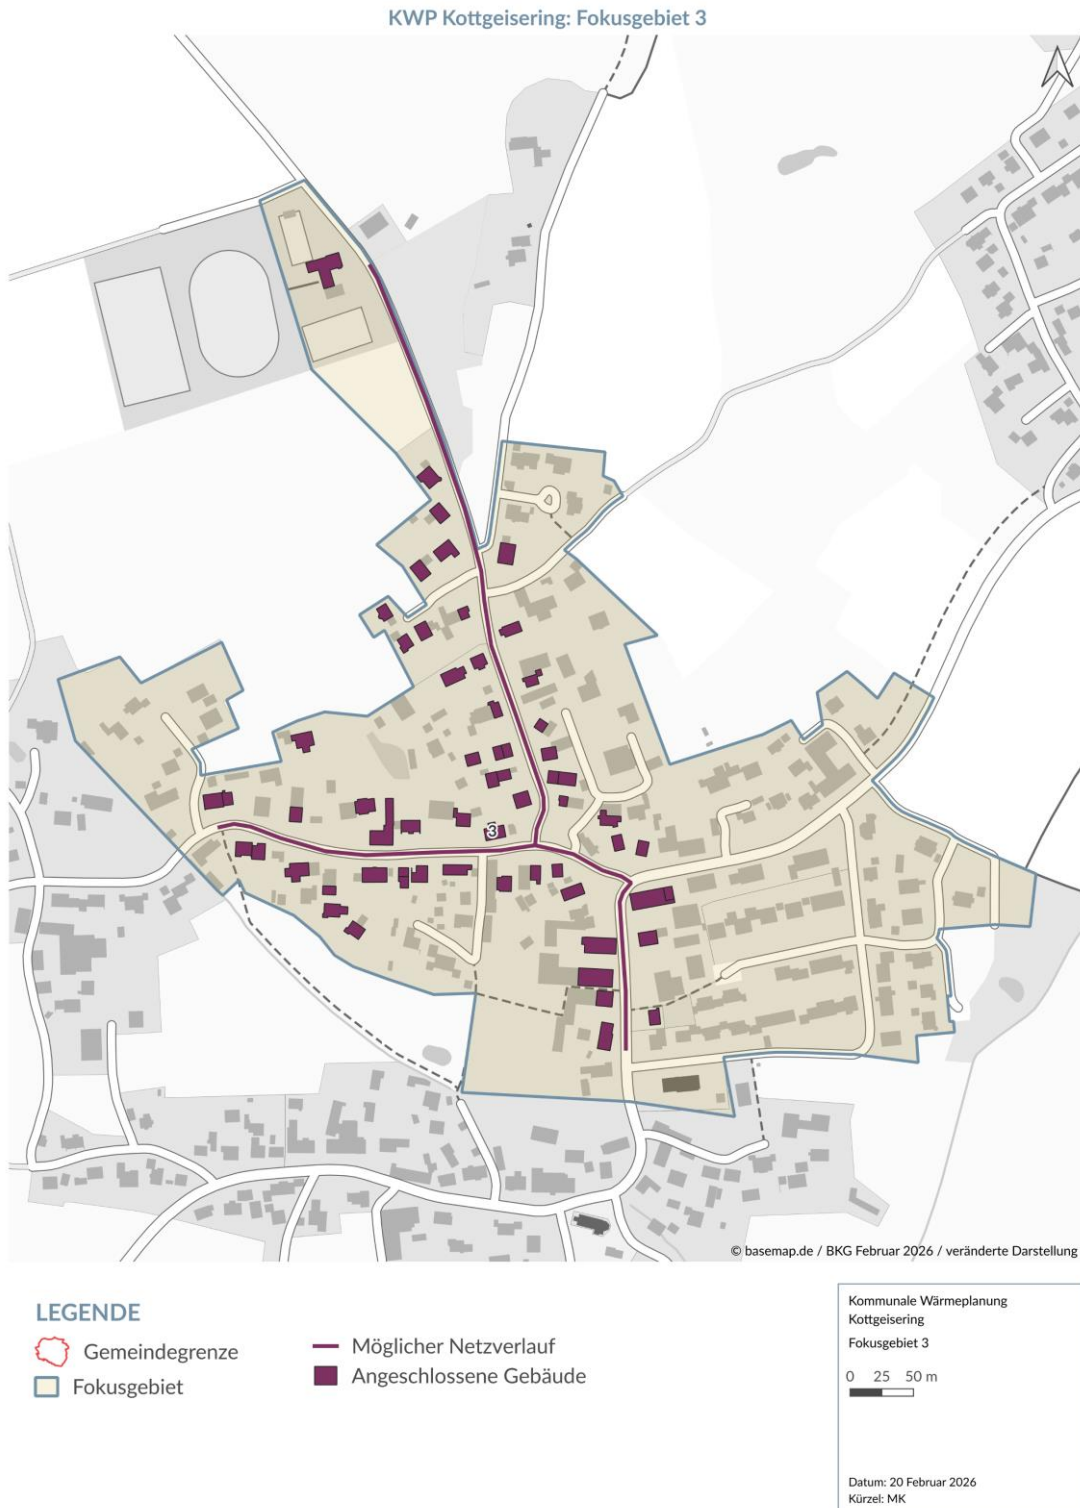 KWP Kottgeisering: Fokusgebiet 3
3
© basemap.de / BKG Februar 2026 / veränderte Darstellung
LEGENDE
Gemeindegrenze
Fokusgebiet
Möglicher Netzverlauf
Angeschlossene Gebäude
Kommunale Wärmeplanung
Kottgeisering
Fokusgebiet 3
0 25 50 m
Datum: 20 Februar 2026
Kürzel: MK